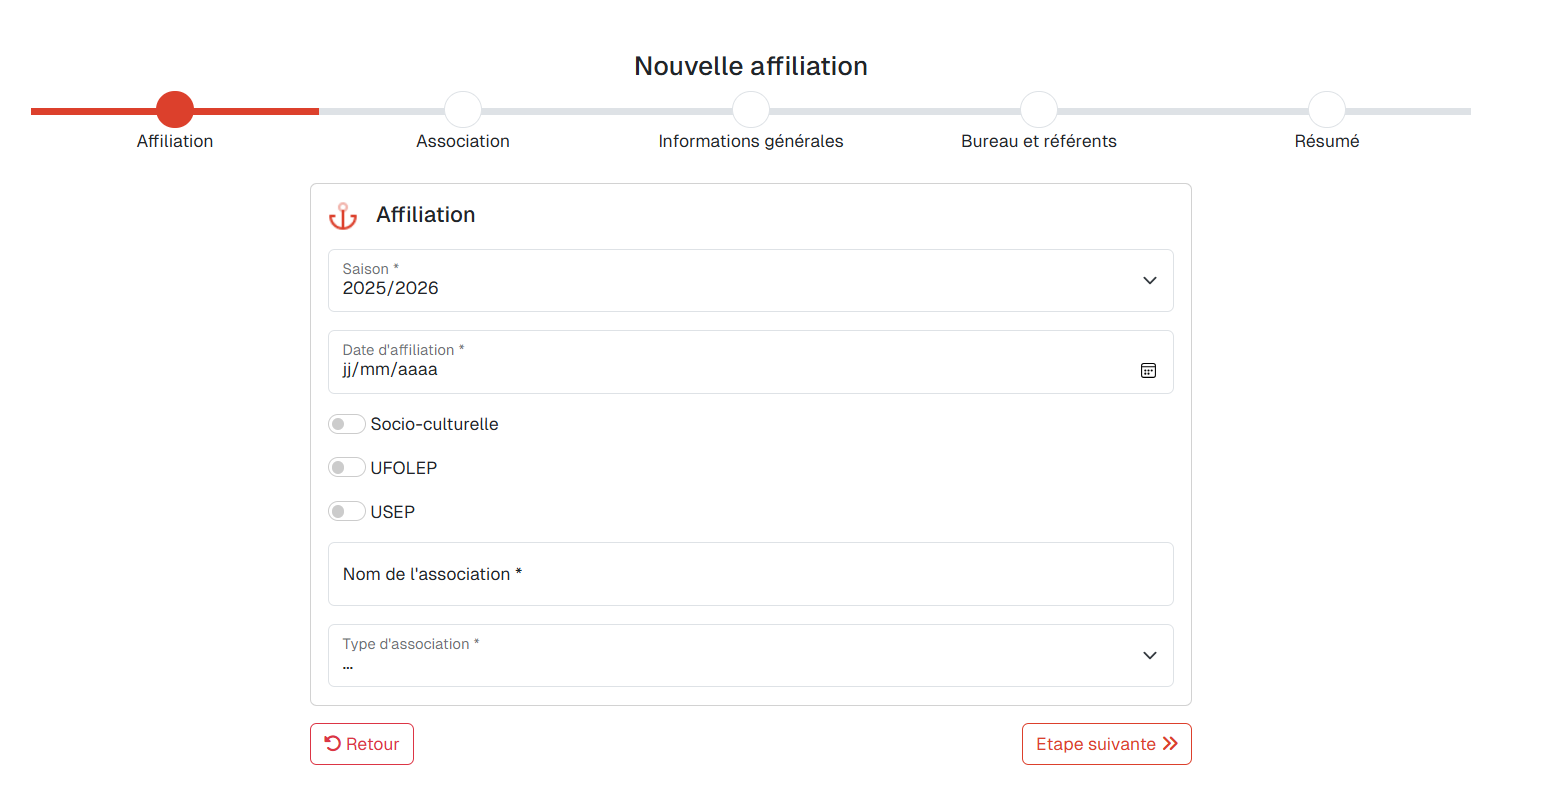 Nouvelle affiliation
Affiliation
Association
Informations générales
Bureau et référents
Résumé
Affiliation
Saison *
2025/2026
Date d'affiliation *
jj/mm/aaaa
Socio-culturelle
UFOLEP
USEP
Nom de l'association *
Type d'association *
...
Retour
Etape suivante